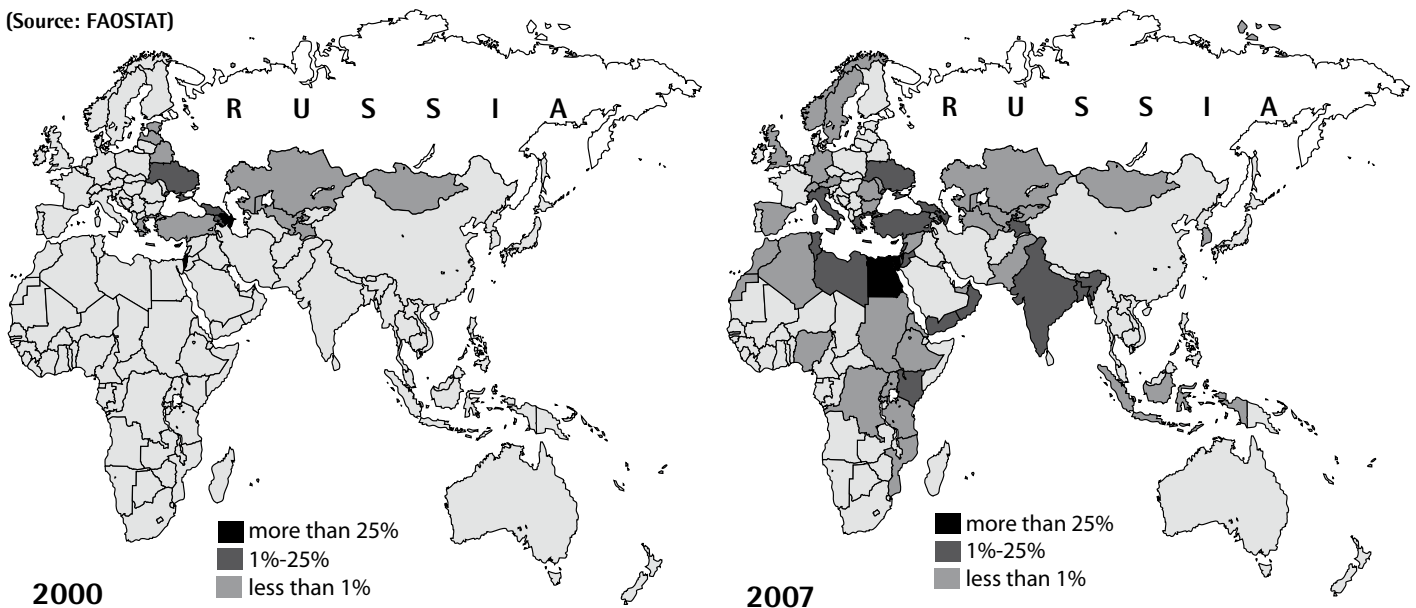 (Source: FAOSTAT)
R U S S I A
more than 25%
1%-25%
less than 1%
2000
R U S S I A
more than 25%
1%-25%
less than 1%
2007